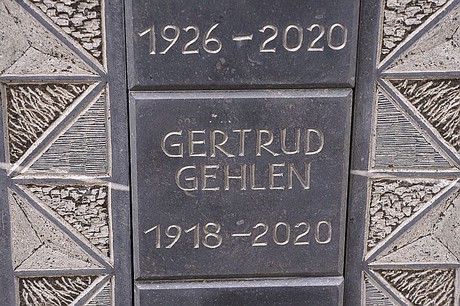 1926 – 2020
GERTRUD
GEHLEN
1918 – 2020